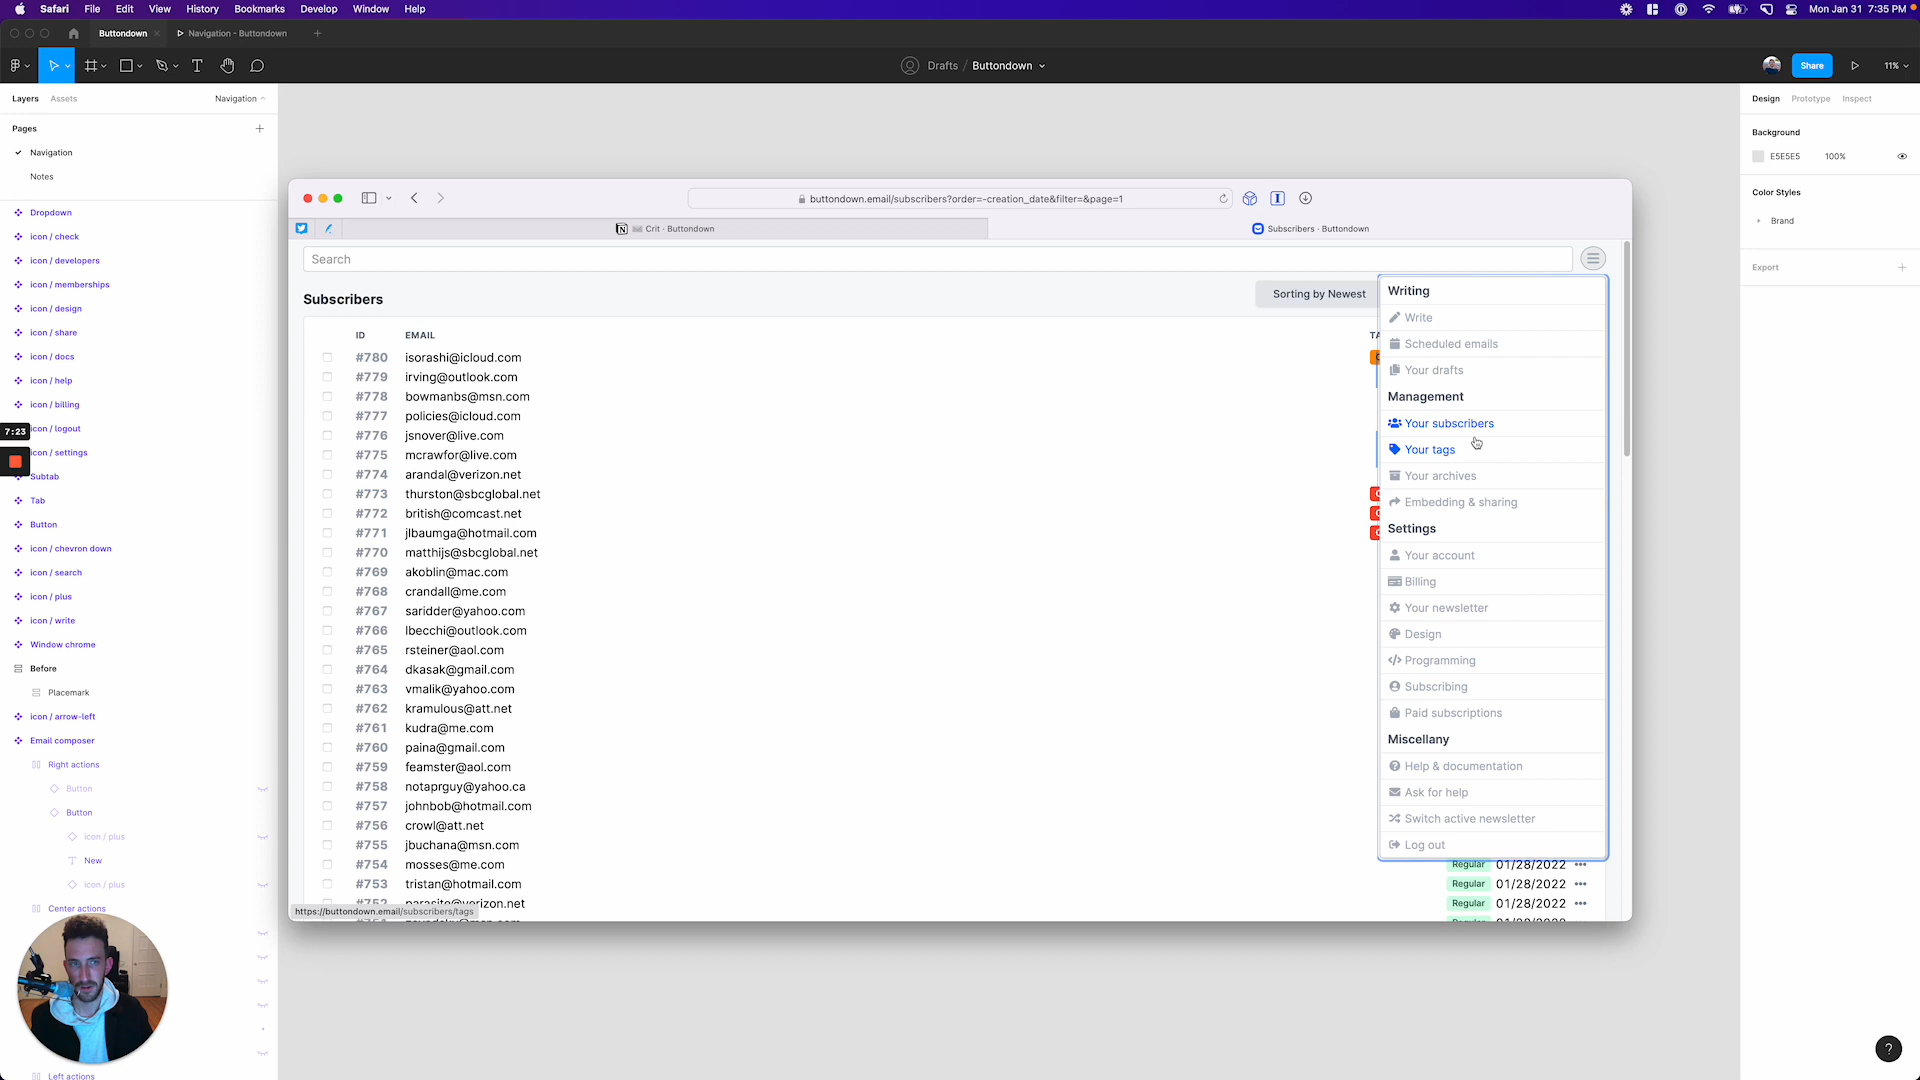 Safari File Edit View History Bookmarks Develop Window Help
Mon Jan 31 7:35 PM
Buttondown
Navigation - Buttondown
Drafts / Buttondown
Share
11%
Layers Assets
Navigation
Pages
Navigation
Notes
Dropdown
icon / check
icon / developers
icon / memberships
icon / design
icon / share
icon / docs
icon / help
icon / billing
7:23
icon / logout
icon / settings
Subtab
Tab
Button
icon / chevron down
icon / search
icon / plus
icon / write
Window chrome
Before
Placemark
icon / arrow-left
Email composer
Right actions
Button
Button
icon / plus
New
icon / plus
Center actions
Left actions
buttondown.email/subscribers?order=-creation_date&filter=&page=1
Crit - Buttondown
Subscribers · Buttondown
Search
Subscribers
Sorting by Newest
ID EMAIL
#780 isorashi@icloud.com
#779 irving@outlook.com
#778 bowmanbs@msn.com
#777 policies@icloud.com
#776 jsnover@live.com
#775 mcrawfor@live.com
#774 arandal@verizon.net
#773 thurston@sbcglobal.net
#772 british@comcast.net
#771 jlbaumga@hotmail.com
#770 matthijs@sbcglobal.net
#769 akoblin@mac.com
#768 crandall@me.com
#767 saridder@yahoo.com
#766 lbecchi@outlook.com
#765 rsteiner@aol.com
#764 dkasak@gmail.com
#763 vmalik@yahoo.com
#762 kramulous@att.net
#761 kudra@me.com
#760 paina@gmail.com
#759 feamster@aol.com
#758 notaprguy@yahoo.ca
#757 johnbob@hotmail.com
#756 crowl@att.net
#755 jbuchana@msn.com
#754 mosses@me.com
#753 tristan@hotmail.com
#752 parasite@verizon.net
Regular 01/28/2022
Regular 01/28/2022
Regular 01/28/2022
https://buttondown.email/subscribers/tags
Writing
Write
Scheduled emails
Your drafts
Management
Your subscribers
Your tags
Your archives
Embedding & sharing
Settings
Your account
Billing
Your newsletter
Design
Programming
Subscribing
Paid subscriptions
Miscellany
Help & documentation
Ask for help
Switch active newsletter
Log out
Design Prototype Inspect
Background
E5E5E5 100%
Color Styles
Brand
Export
?